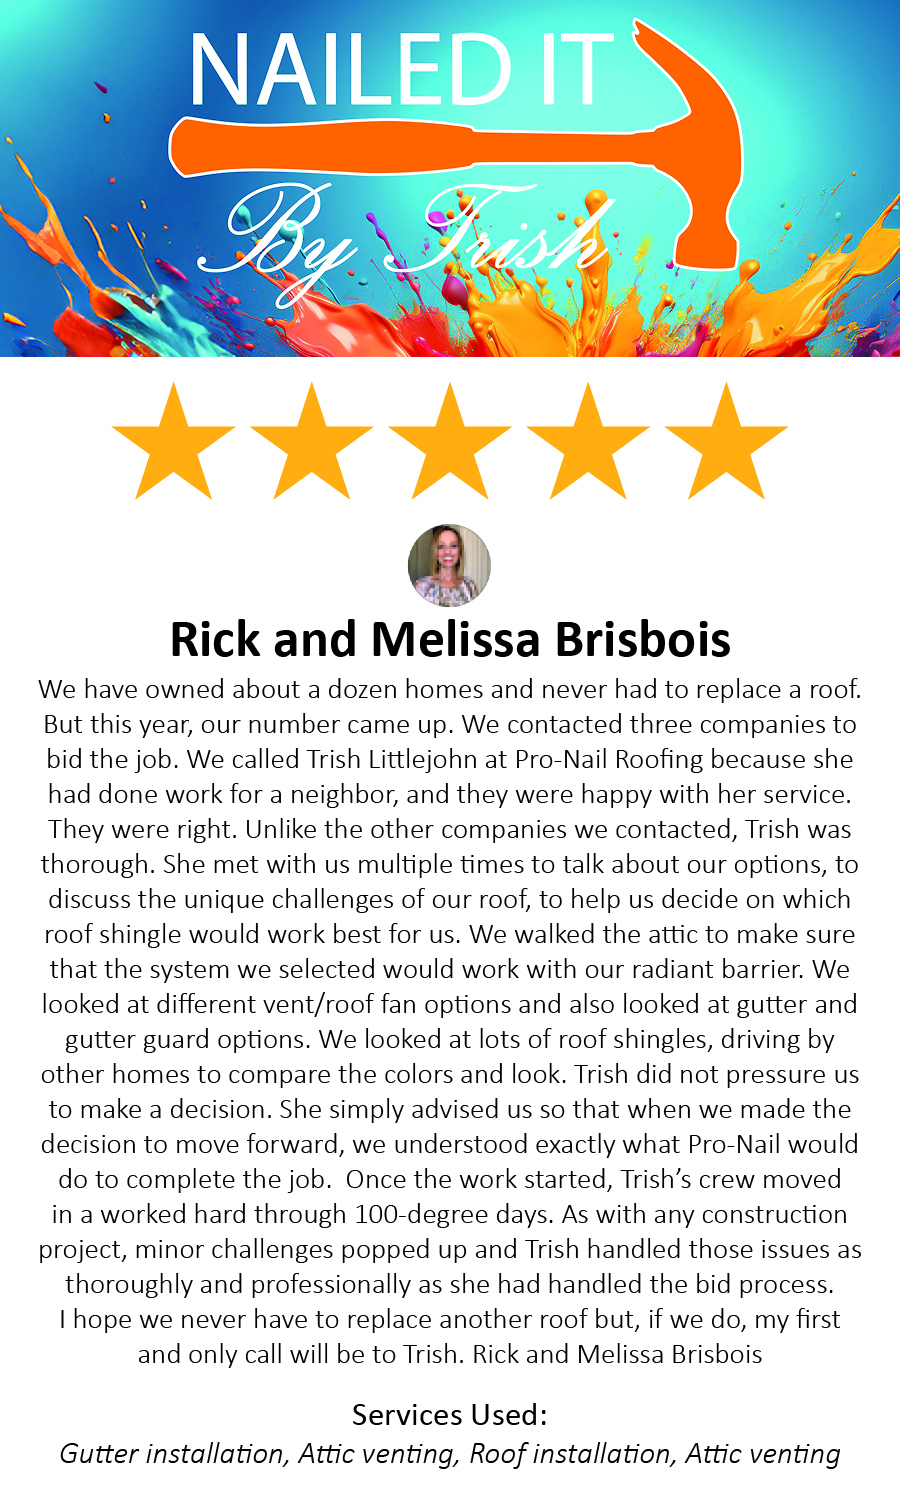 NAILED IT
By Trish
Rick and Melissa Brisbois
We have owned about a dozen homes and never had to replace a roof.
But this year, our number came up. We contacted three companies to
bid the job. We called Trish Littlejohn at Pro-Nail Roofing because she
had done work for a neighbor, and they were happy with her service.
They were right. Unlike the other companies we contacted, Trish was
thorough. She met with us multiple times to talk about our options, to
discuss the unique challenges of our roof, to help us decide on which
roof shingle would work best for us. We walked the attic to make sure
that the system we selected would work with our radiant barrier. We
looked at different vent/roof fan options and also looked at gutter and
gutter guard options. We looked at lots of roof shingles, driving by
other homes to compare the colors and look. Trish did not pressure us
to make a decision. She simply advised us so that when we made the
decision to move forward, we understood exactly what Pro-Nail would
do to complete the job.  Once the work started, Trish’s crew moved
in a worked hard through 100-degree days. As with any construction
project, minor challenges popped up and Trish handled those issues as
thoroughly and professionally as she had handled the bid process.
I hope we never have to replace another roof but, if we do, my first
and only call will be to Trish. Rick and Melissa Brisbois
Services Used:
Gutter installation, Attic venting, Roof installation, Attic venting